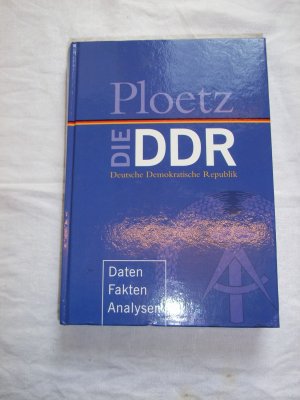 Ploetz
DIE DDR
Deutsche Demokratische Republik
Daten
Fakten
Analysen